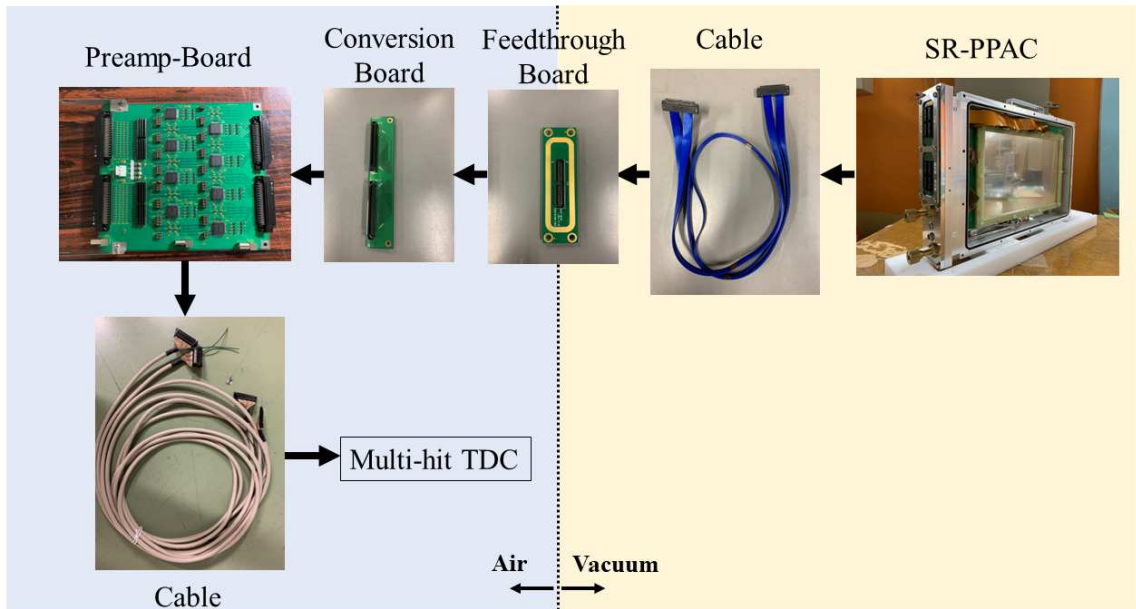 Preamp-Board
Conversion
Board
Feedthrough
Board
Cable
SR-PPAC
Multi-hit TDC
Cable
Air
Vacuum